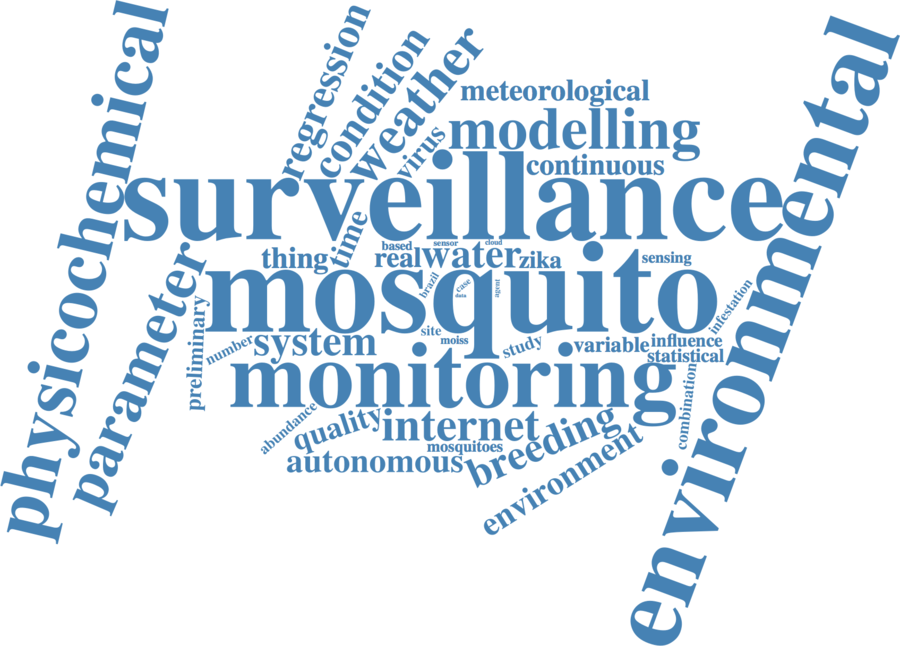 physicochemical
parameter
regression
condition
weather
virus
meteorological
modelling
continuous
environmental
surveillance
time
thing
real
based
sensor
cloud
water
zika
sensing
mosquito
brazil
case
data
agent
infestation
preliminary
number
system
site
moiss
study
variable
influence
statistical
monitoring
combination
abundance
quality
internet
mosquitoes
autonomous
breeding
environment